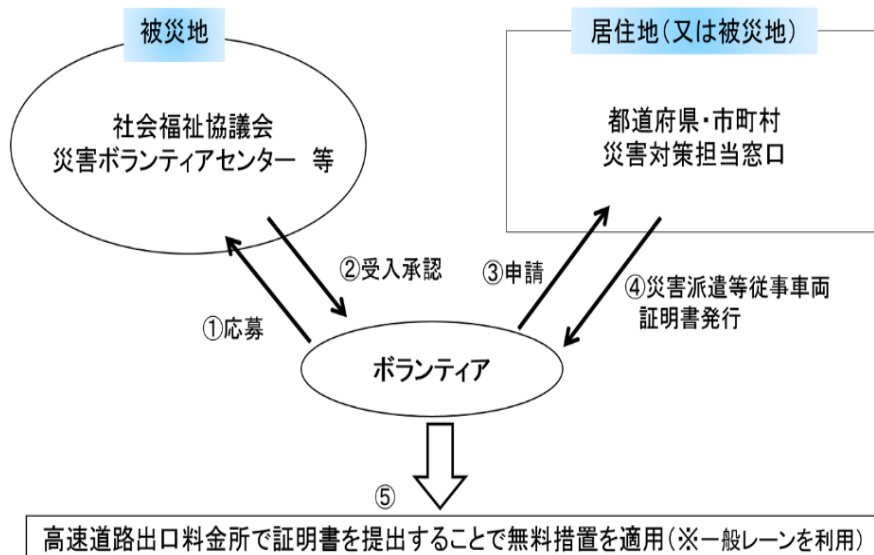 被災地
社会福祉協議会
災害ボランティアセンター 等
居住地(又は被災地)
都道府県・市町村
災害対策担当窓口
①応募
②受入承認
③申請
④災害派遣等従事車両
証明書発行
ボランティア
⑤
高速道路出口料金所で証明書を提出することで無料措置を適用(※一般レーンを利用)